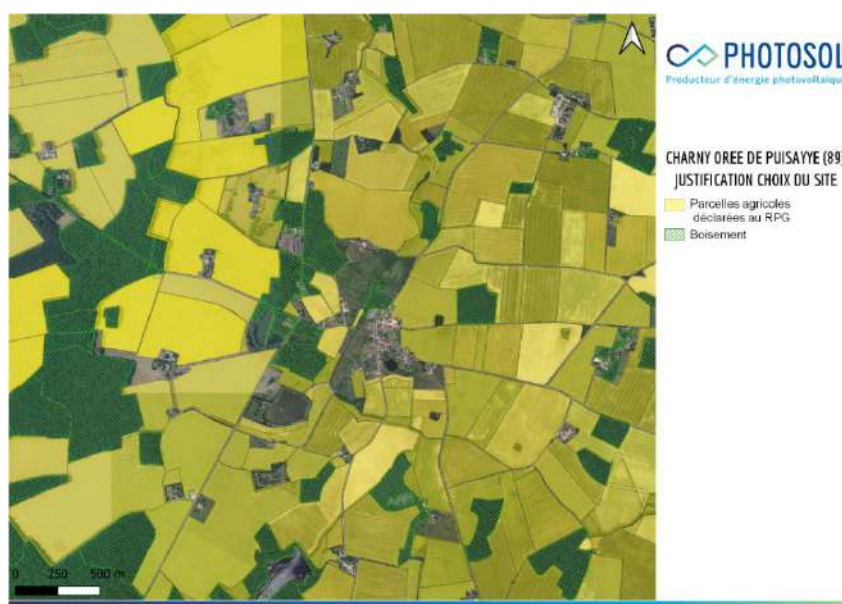 PHOTOSOL
Producteur d'énergie photovoltaïque
CHARNY OREE DE PUISAYYE (89)
JUSTIFICATION CHOIX DU SITE
Parcelles agricoles
déclarées au RPG
Boisement
0 250 500 m